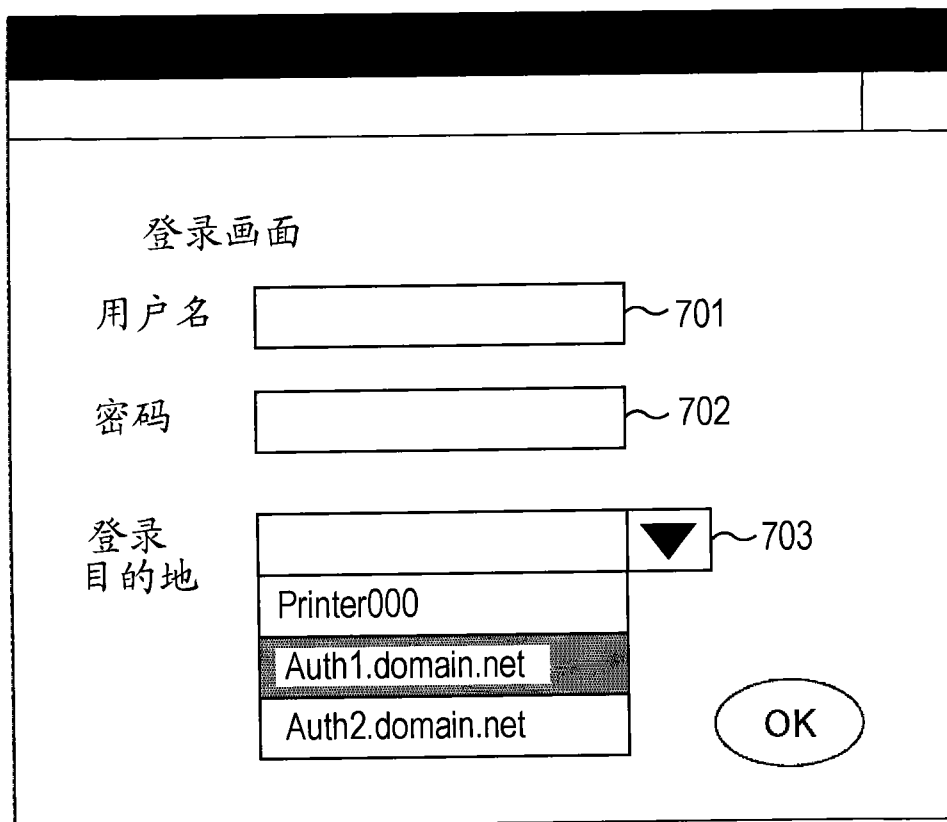 登录画面
用户名
701
密码
702
登录
目的地
703
Printer000
Auth1.domain.net
Auth2.domain.net
OK